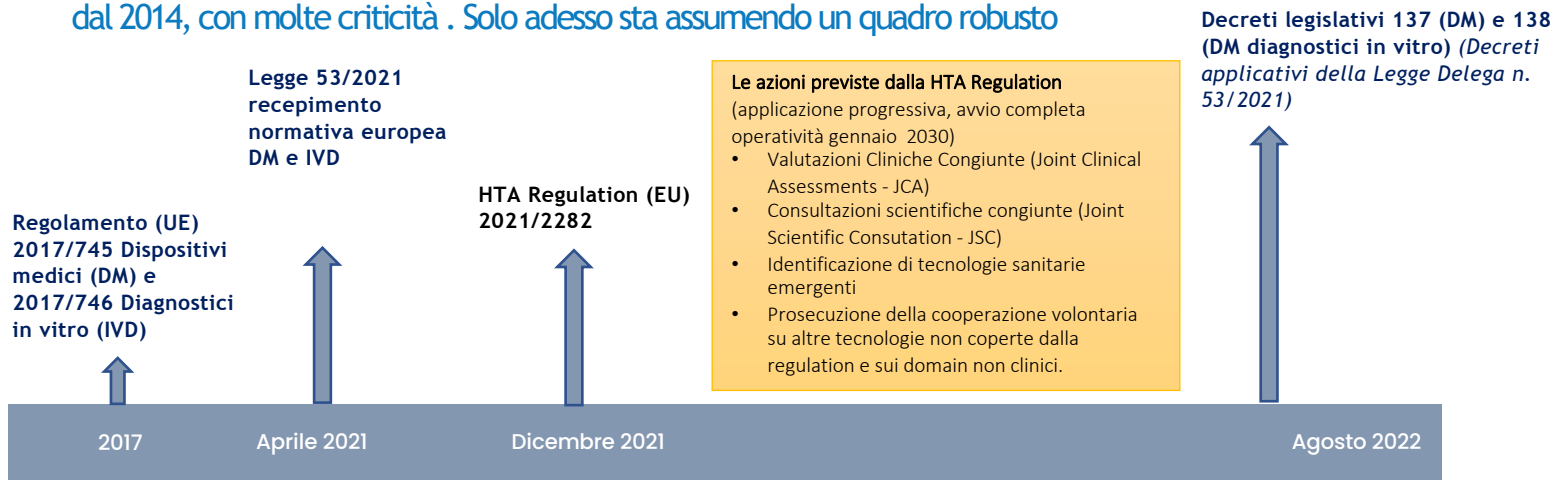 dal 2014, con molte criticità . Solo adesso sta assumendo un quadro robusto
Regolamento (UE)
2017/745 Dispositivi
medici (DM) e
2017/746 Diagnostici
in vitro (IVD)
Legge 53/2021
recepimento
normativa europea
DM e IVD
HTA Regulation (EU)
2021/2282
Le azioni previste dalla HTA Regulation
(applicazione progressiva, avvio completa
operatività gennaio 2030)
• Valutazioni Cliniche Congiunte (Joint Clinical
Assessments - JCA)
• Consultazioni scientifiche congiunte (Joint
Scientific Consutation - JSC)
• Identificazione di tecnologie sanitarie
emergenti
• Prosecuzione della cooperazione volontaria
su altre tecnologie non coperte dalla
regulation e sui domain non clinici.
Decreti legislativi 137 (DM) e 138
(DM diagnostici in vitro) (Decreti
applicativi della Legge Delega n.
53/2021)
2017
Aprile 2021
Dicembre 2021
Agosto 2022